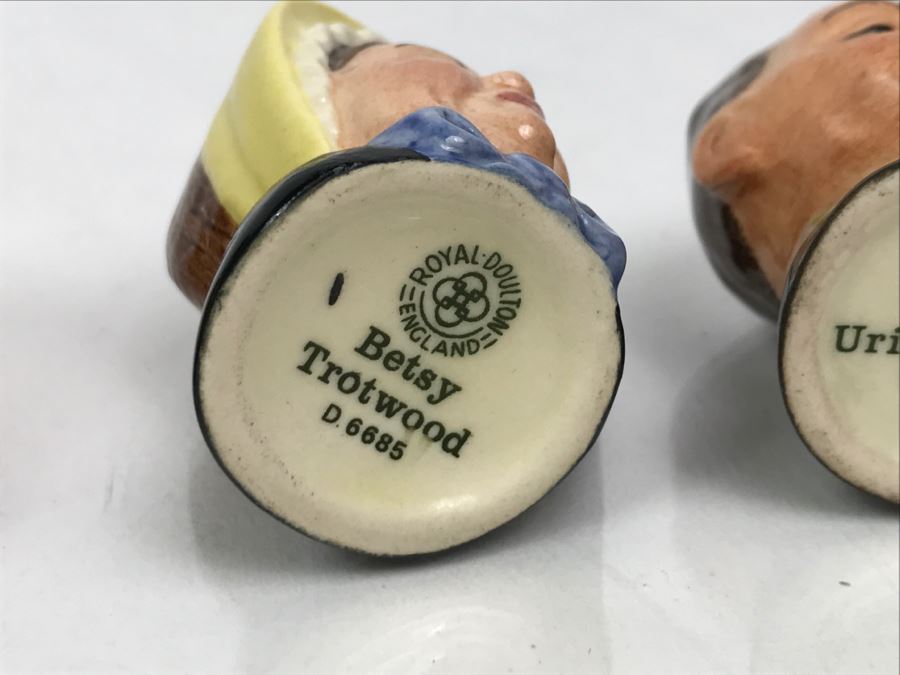 ROYAL·DOULTON
ENGLAND
Betsy
Trotwood
D. 6685
Uri